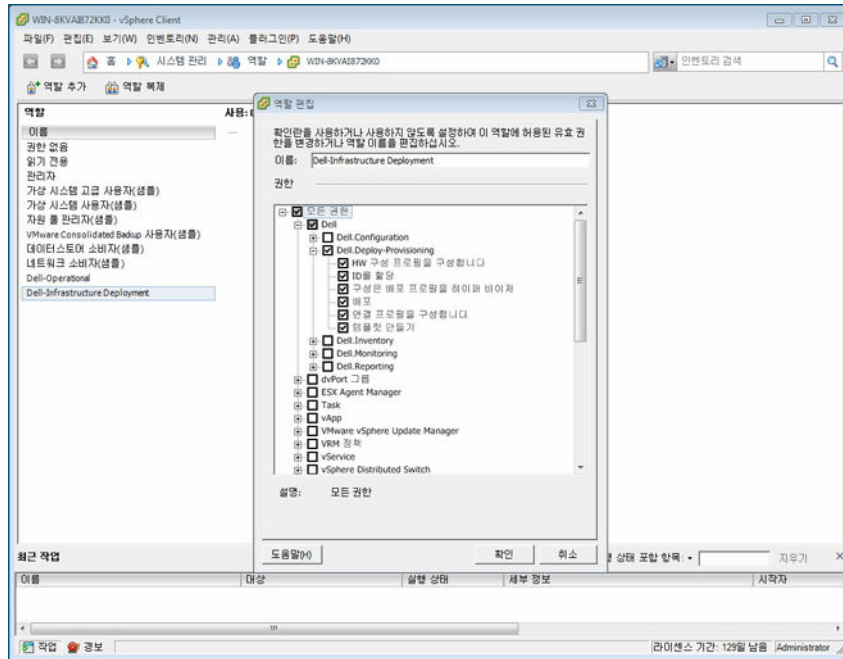 WIN-8KVAI872KK0 - vSphere Client
파일(F) 편집(E) 보기(W) 인벤토리(N) 관리(A) 플러그인(P) 도움말(H)
홈 시스템 관리 역할 WIN-8KVAI872KK0 인벤토리 검색
역할 추가 역할 복제
역할
사용:
이름
권한 없음
읽기 전용
관리자
가상 시스템 고급 사용자(샘플)
가상 시스템 사용자(샘플)
자원 풀 관리자(샘플)
VMware Consolidated Backup 사용자(샘플)
데이터스토어 소비자(샘플)
네트워크 소비자(샘플)
Dell-Operational
Dell-Infrastructure Deployment
역할 편집
확인란을 사용하거나 사용하지 않도록 설정하여 이 역할에 허용된 유효 권
한을 변경하거나 역할 이름을 편집하십시오.
이름: Dell-Infrastructure Deployment
권한
모든 권한
Dell
Dell.Configuration
Dell.Deploy-Provisioning
HW 구성 프로필을 구성합니다
ID를 할당
구성은 배포 프로필을 하이퍼 바이저
배포
연결 프로필을 구성합니다
템플릿 만들기
Dell.Inventory
Dell.Monitoring
Dell.Reporting
dvPort 그룹
ESX Agent Manager
Task
vApp
VMware vSphere Update Manager
VRM 정책
vService
vSphere Distributed Switch
설명: 모든 권한
도움말(H) 확인 취소
최근 작업
상태 포함 항목: 지우기
이름 대상 실행 상태 세부 정보 시작자
작업 경보 라이센스 기간: 129일 남음 Administrator